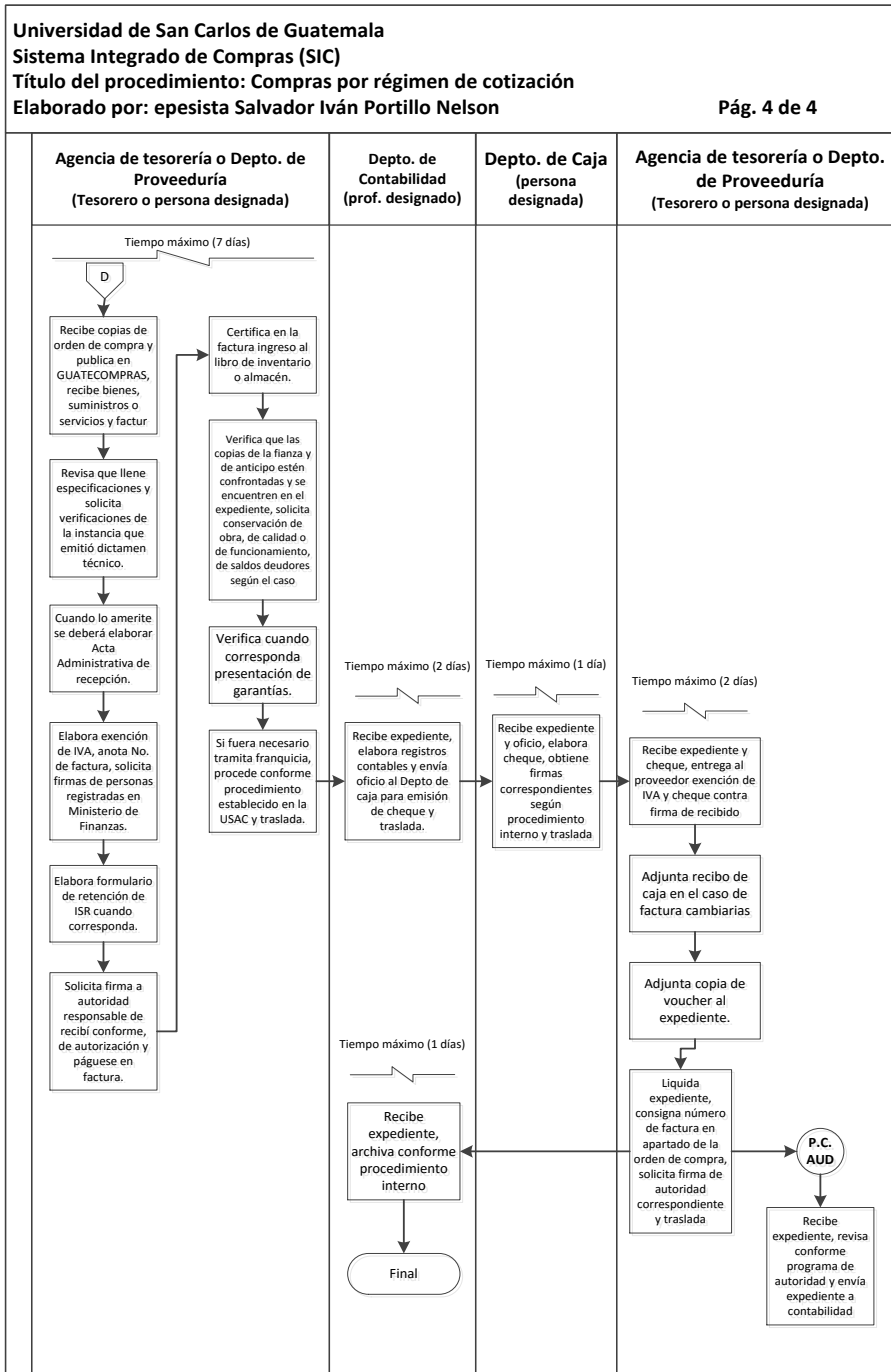 Universidad de San Carlos de Guatemala
Sistema Integrado de Compras (SIC)
Título del procedimiento: Compras por régimen de cotización
Elaborado por: epesista Salvador Iván Portillo Nelson
Pág. 4 de 4
Agencia de tesorería o Depto. de
Proveeduría
(Tesorero o persona designada)
Depto. de
Contabilidad
(prof. designado)
Depto. de Caja
(persona
designada)
Agencia de tesorería o Depto.
de Proveeduría
(Tesorero o persona designada)
Tiempo máximo (7 días)
D
Recibe copias de
orden de compra y
publica en
GUATECOMPRAS,
recibe bienes,
suministros o
servicios y factur
Revisa que llene
especificaciones y
solicita
verificaciones de
la instancia que
emitió dictamen
técnico.
Cuando lo amerite
se deberá elaborar
Acta
Administrativa de
recepción.
Elabora exención
de IVA, anota No.
de factura, solicita
firmas de personas
registradas en
Ministerio de
Finanzas.
Elabora formulario
de retención de
ISR cuando
corresponda.
Solicita firma a
autoridad
responsable de
recibí conforme,
de autorización y
páguese en
factura.
Certifica en la
factura ingreso al
libro de inventario
o almacén.
Verifica que las
copias de la fianza y
de anticipo estén
confrontadas y se
encuentren en el
expediente, solicita
conservación de
obra, de calidad o
de funcionamiento,
de saldos deudores
según el caso
Verifica cuando
corresponda
presentación de
garantías.
Si fuera necesario
tramita franquicia,
procede conforme
procedimiento
establecido en la
USAC y traslada.
Tiempo máximo (2 días)
Recibe expediente,
elabora registros
contables y envía
oficio al Depto de
caja para emisión
de cheque y
traslada.
Tiempo máximo (1 día)
Recibe expediente
y oficio, elabora
cheque, obtiene
firmas
correspondientes
según
procedimiento
interno y traslada
Tiempo máximo (2 días)
Recibe expediente y
cheque, entrega al
proveedor exención de
IVA y cheque contra
firma de recibido
Adjunta recibo de
caja en el caso de
factura cambiarias
Adjunta copia de
voucher al
expediente.
Liquida
expediente,
consigna número
de factura en
apartado de la
orden de compra,
solicita firma de
autoridad
correspondiente
y traslada
P.C.
AUD
Recibe
expediente, revisa
conforme
programa de
autoridad y envía
expediente a
contabilidad
Tiempo máximo (1 días)
Recibe
expediente,
archiva conforme
procedimiento
interno
Final